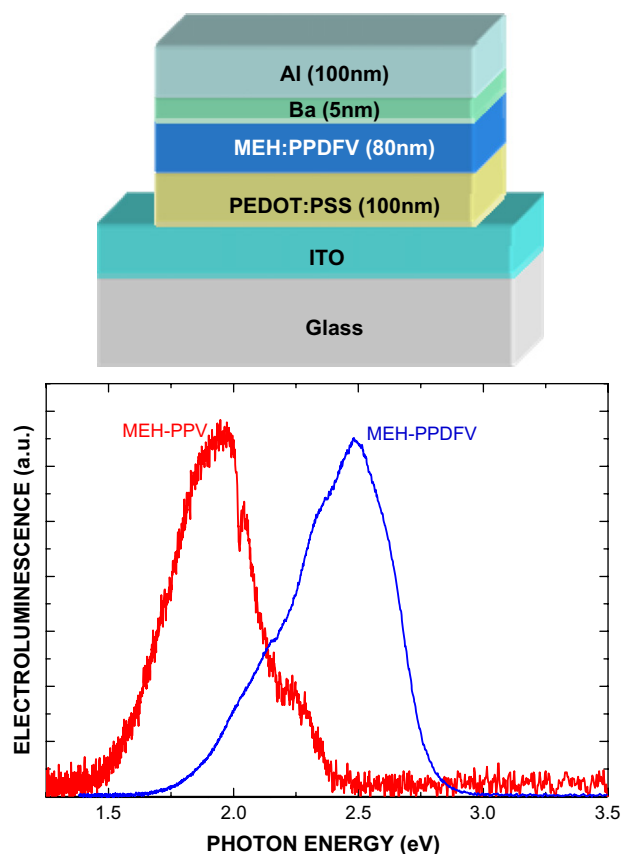 Al (100nm)
Ba (5nm)
MEH:PPDFV (80nm)
PEDOT:PSS (100nm)
ITO
Glass
MEH-PPV
MEH-PPDFV
ELECTROLUMINESCENCE (a.u.)
1.5 2.0 2.5 3.0 3.5
PHOTON ENERGY (eV)